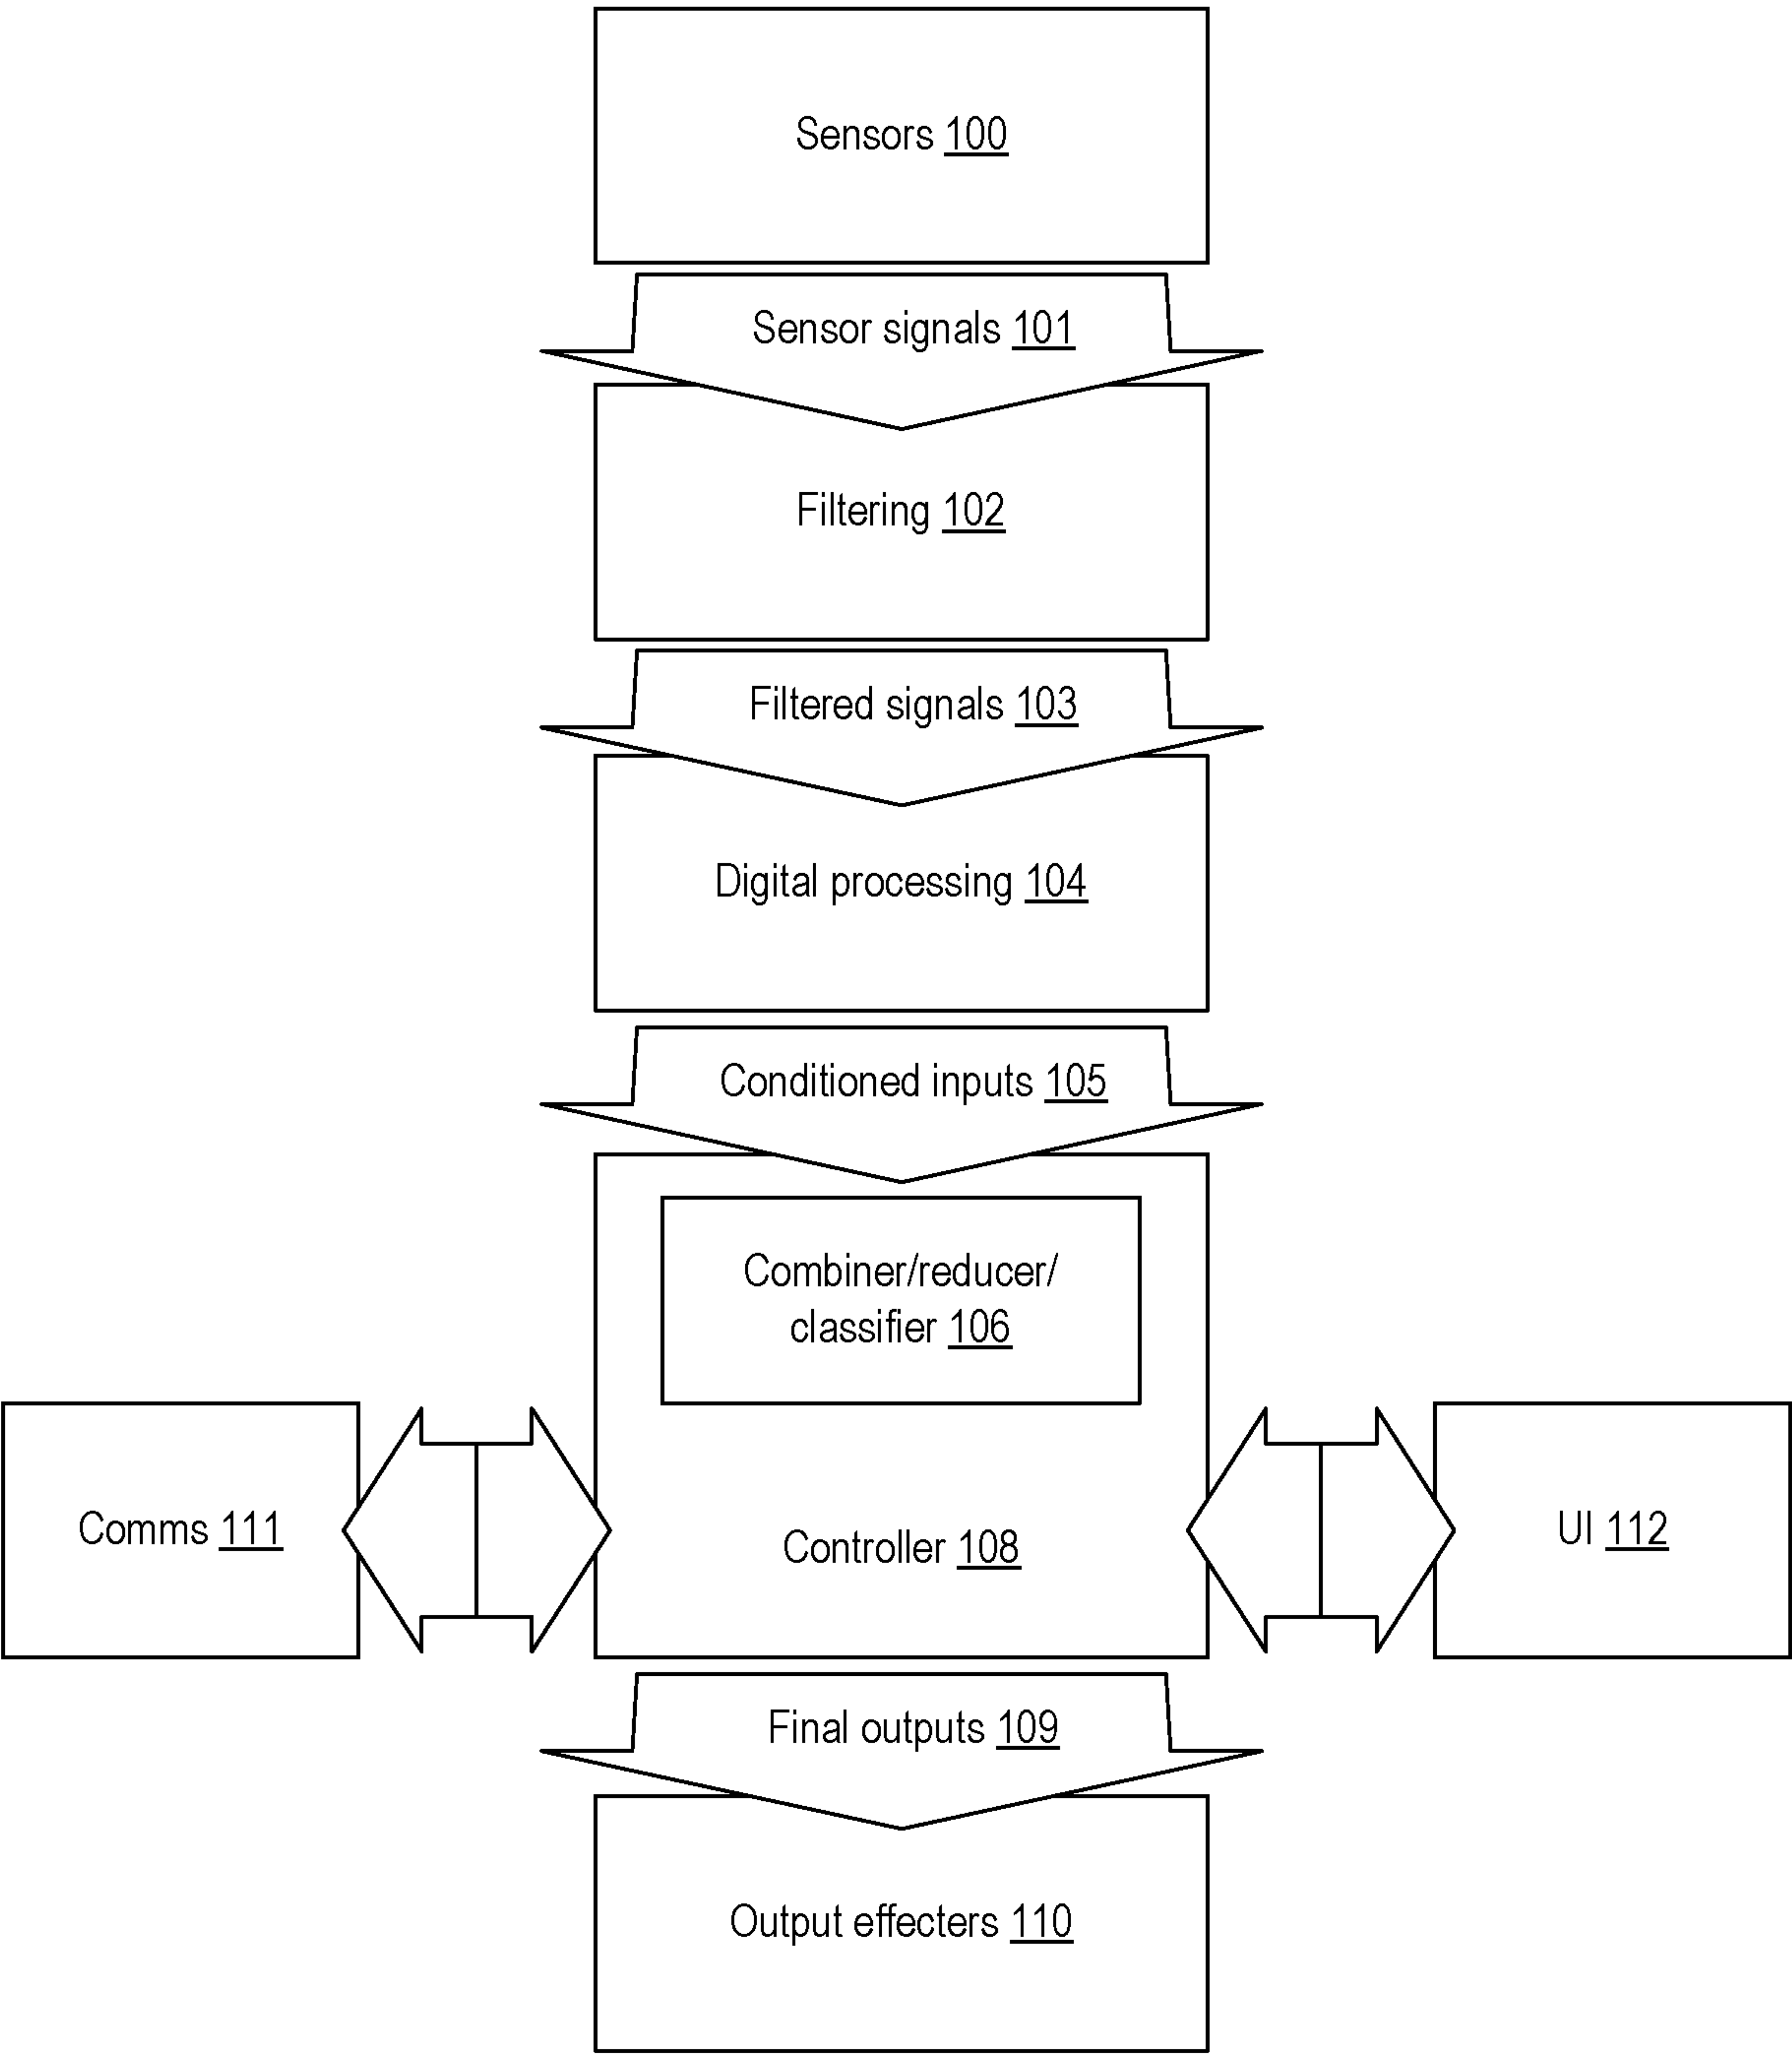 Sensors 100
Sensor signals 101
Filtering 102
Filtered signals 103
Digital processing 104
Conditioned inputs 105
Combiner/reducer/
classifier 106
Comms 111
Controller 108
UI 112
Final outputs 109
Output effecters 110